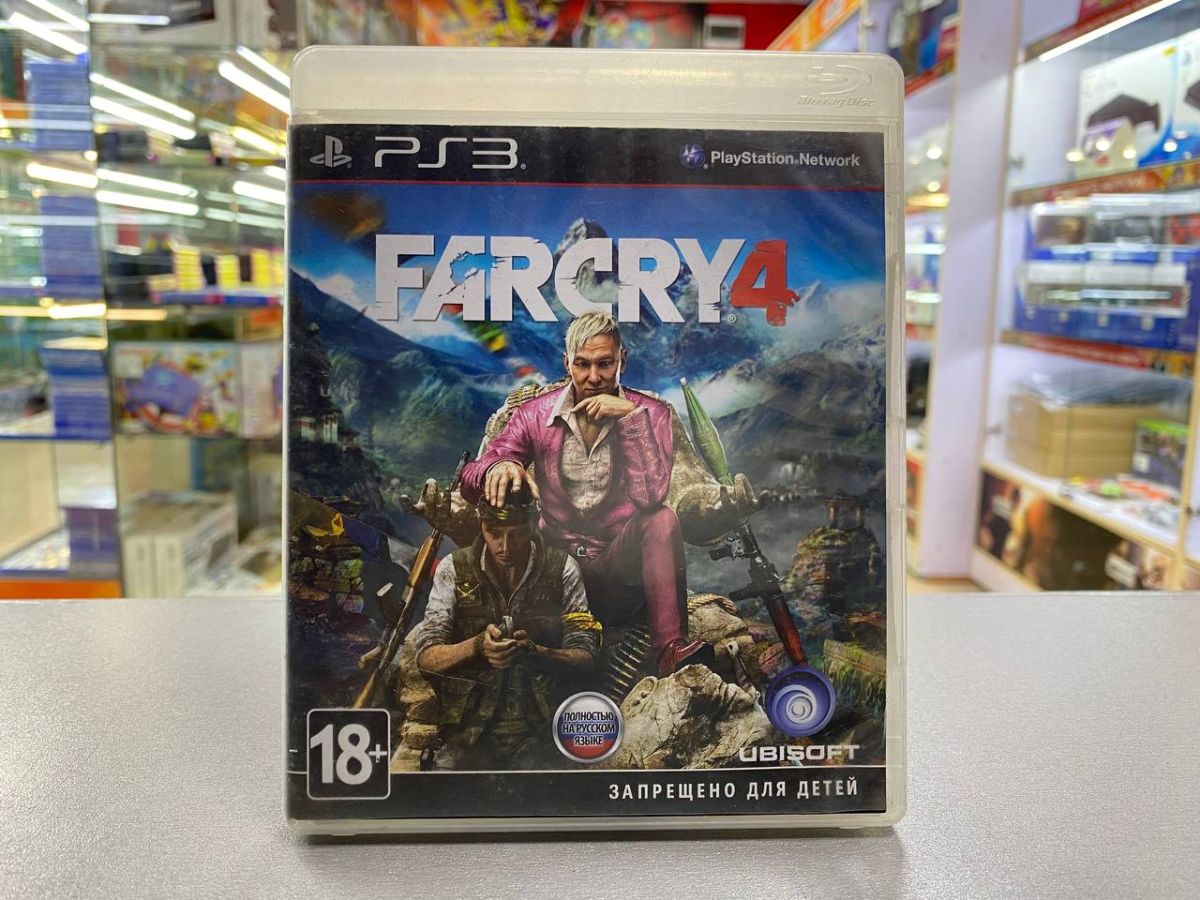 Blu-ray Disc
PS3
PlayStation®Network
FARCRY4
ПОЛНОСТЬЮ
НА РУССКОМ
ЯЗЫКЕ
18+
UBISOFT
ЗАПРЕЩЕНО ДЛЯ ДЕТЕЙ